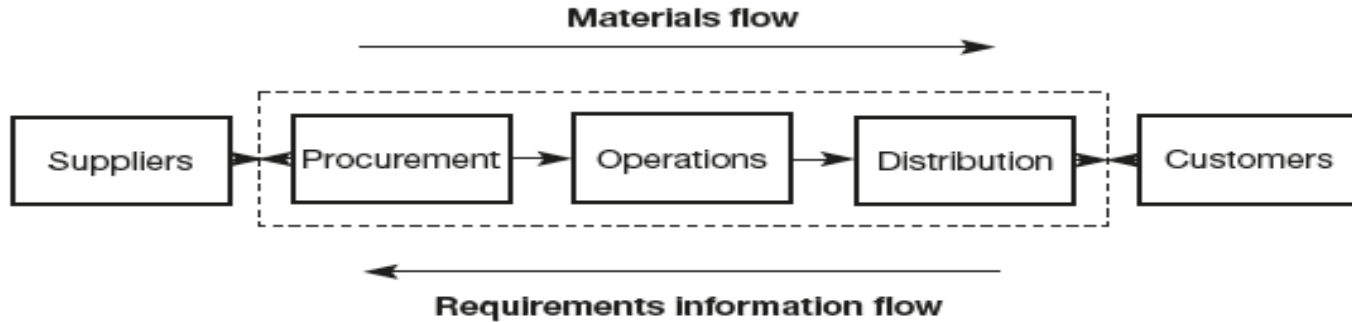 Materials flow
Suppliers
Procurement
Operations
Distribution
Customers
Requirements information flow